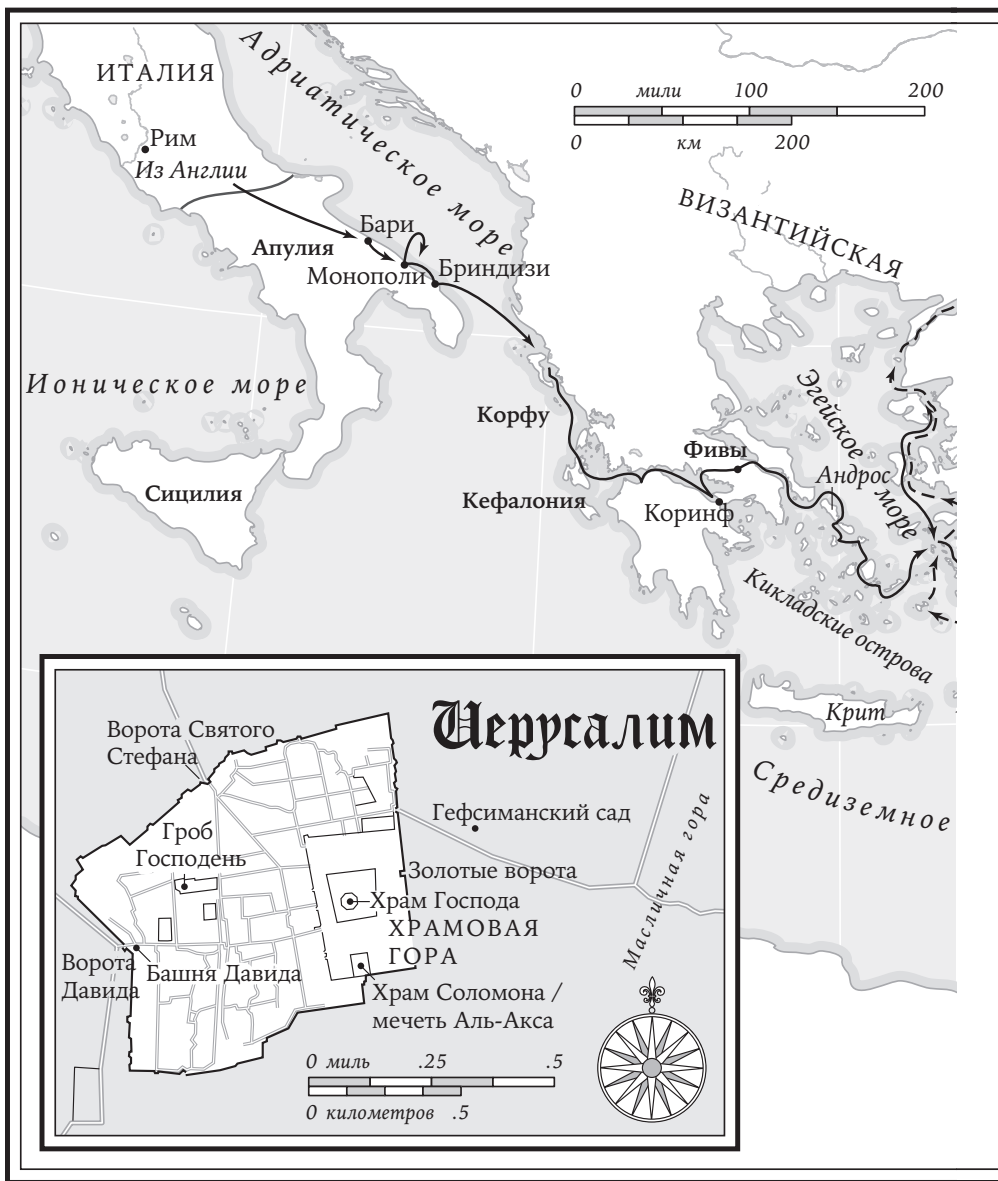 ИТАЛИЯ
Рим
Из Англии
Адриатическое море
0 мили 100 200
0 км 200
ВИЗАНТИЙСКАЯ
Бари
Апулия
Монополи
Бриндизи
Ионическое море
Корфу
Эгейское море
Фивы
Андрос
Сицилия
Кефалония
Коринф
Кикладские острова
Крит
Средиземное
Иерусалим
Ворота Святого
Стефана
Гроб
Господень
Гефсиманский сад
Масличная гора
Золотые ворота
Храм Господа
ХРАМОВАЯ
ГОРА
Ворота
Давида
Башня Давида
Храм Соломона /
мечеть Аль-Акса
0 миль .25 .5
0 километров .5